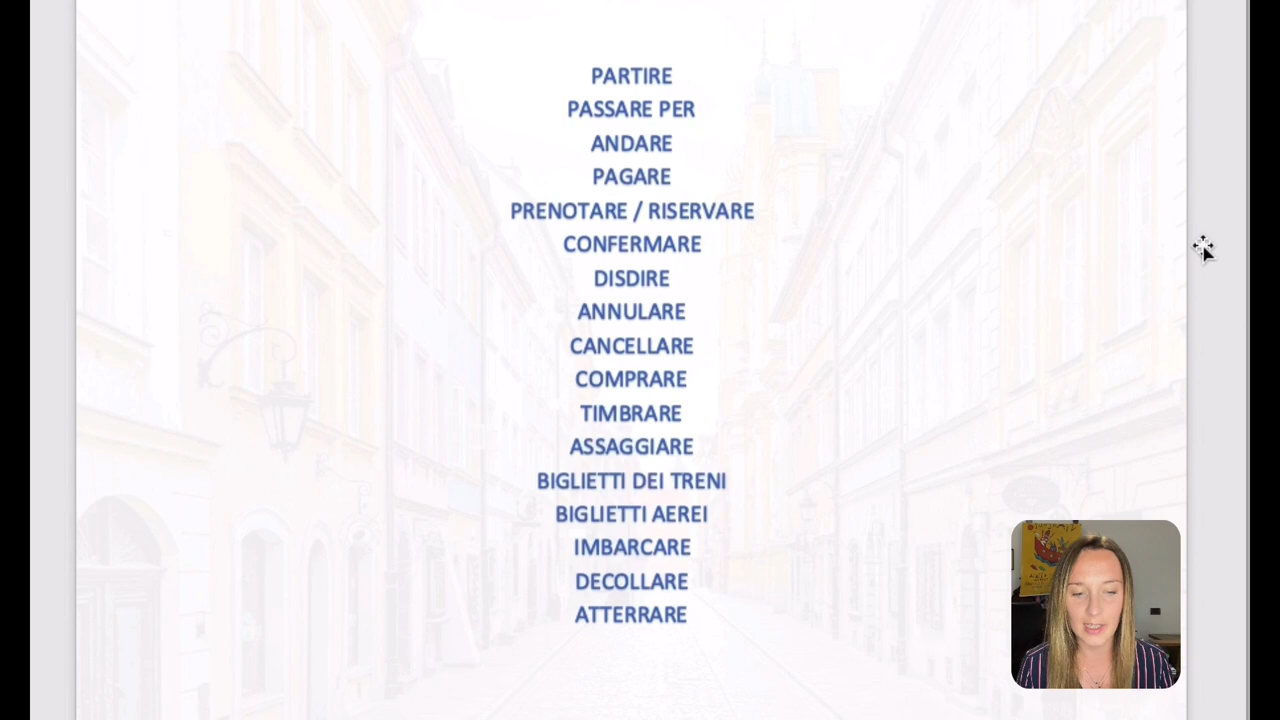 PARTIRE
PASSARE PER
ANDARE
PAGARE
PRENOTARE / RISERVARE
CONFERMARE
DISDIRE
ANNULARE
CANCELLARE
COMPRARE
TIMBRARE
ASSAGGIARE
BIGLIETTI DEI TRENI
BIGLIETTI AEREI
IMBARCARE
DECOLLARE
ATTERRARE